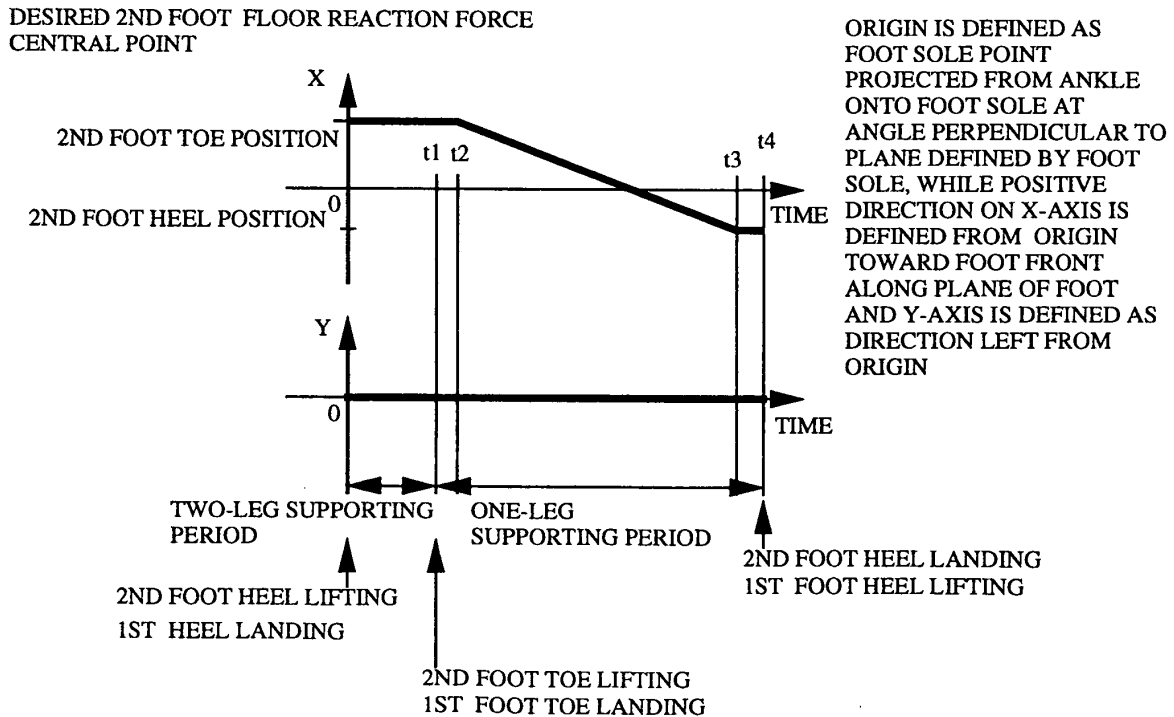 DESIRED 2ND FOOT FLOOR REACTION FORCE
CENTRAL POINT
X
2ND FOOT TOE POSITION
t1 t2
t3
t4
0
TIME
2ND FOOT HEEL POSITION
Y
0
TIME
TWO-LEG SUPPORTING
PERIOD
ONE-LEG
SUPPORTING PERIOD
2ND FOOT HEEL LIFTING
1ST HEEL LANDING
2ND FOOT TOE LIFTING
1ST FOOT TOE LANDING
2ND FOOT HEEL LANDING
1ST FOOT HEEL LIFTING
ORIGIN IS DEFINED AS
FOOT SOLE POINT
PROJECTED FROM ANKLE
ONTO FOOT SOLE AT
ANGLE PERPENDICULAR TO
PLANE DEFINED BY FOOT
SOLE, WHILE POSITIVE
DIRECTION ON X-AXIS IS
DEFINED FROM ORIGIN
TOWARD FOOT FRONT
ALONG PLANE OF FOOT
AND Y-AXIS IS DEFINED AS
DIRECTION LEFT FROM
ORIGIN